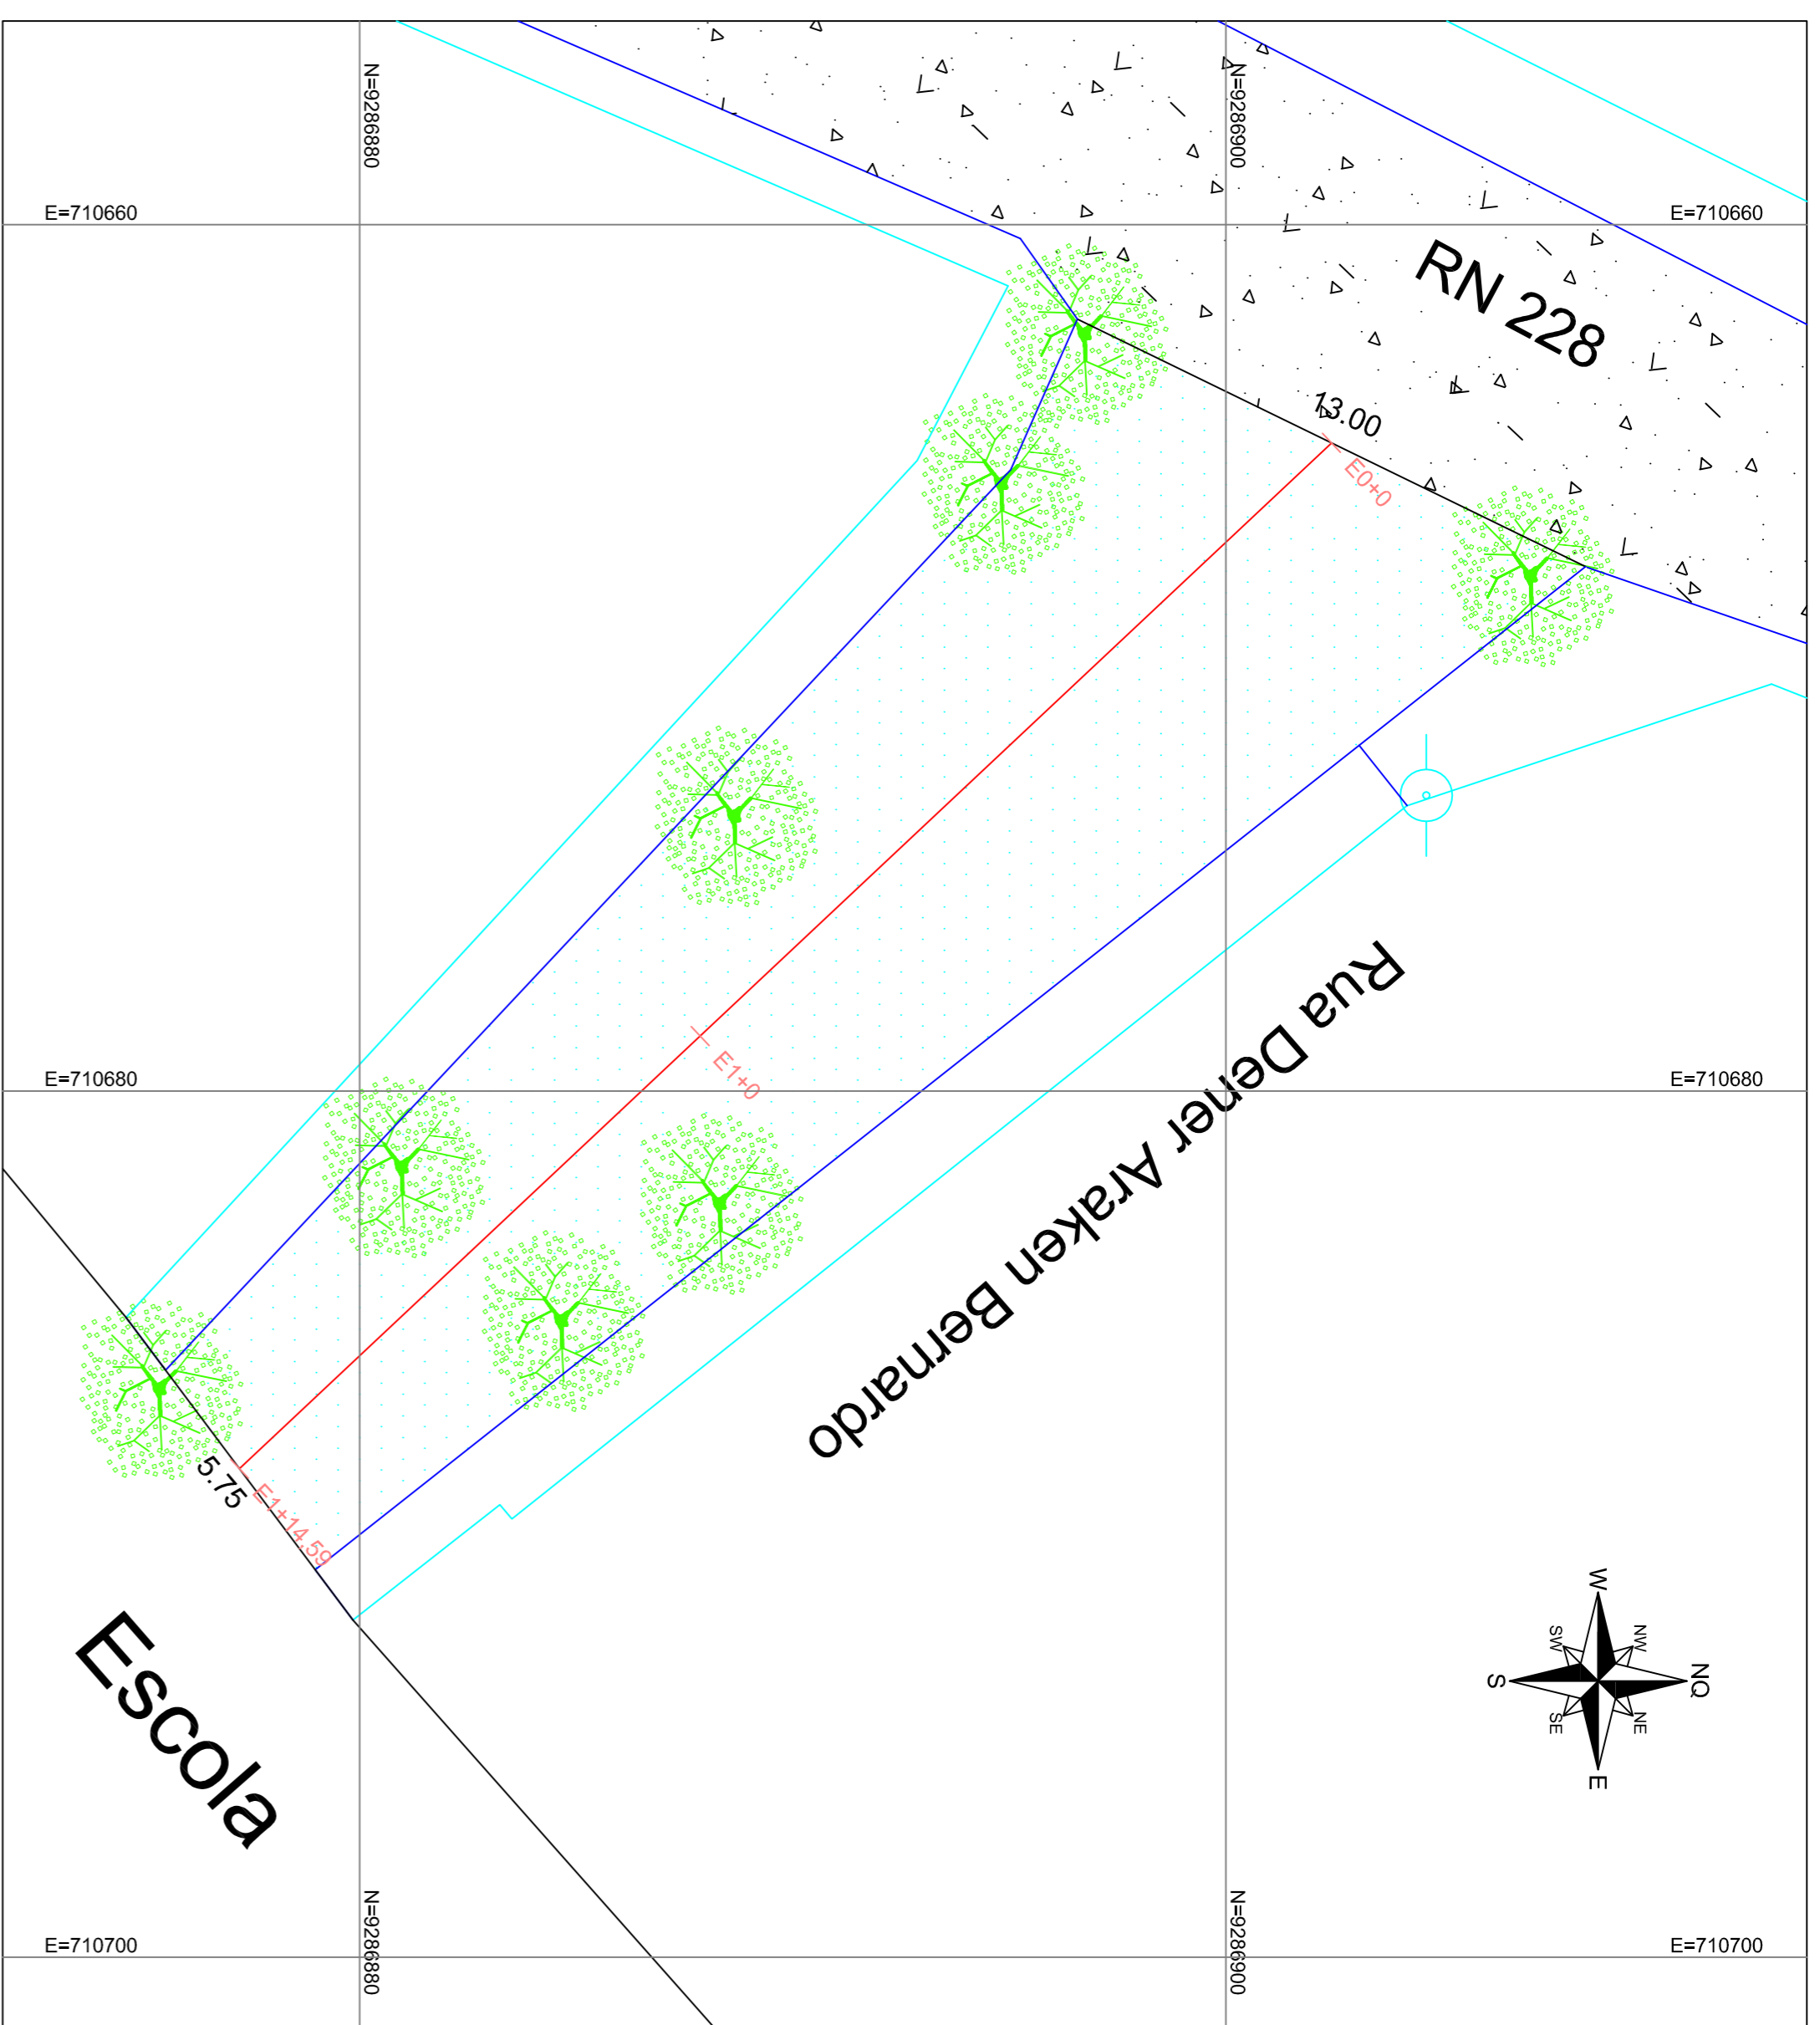 N=9286880
N=9286900
E=710660
E=710660
RN 228
13.00
E0+0
Rua Dener Araken Bernardo
E1+0
E=710680
E=710680
5.75
E1+14.59
Escola
W
SW
NW
S
NQ
SE
NE
E
N=9286880
N=9286900
E=710700
E=710700